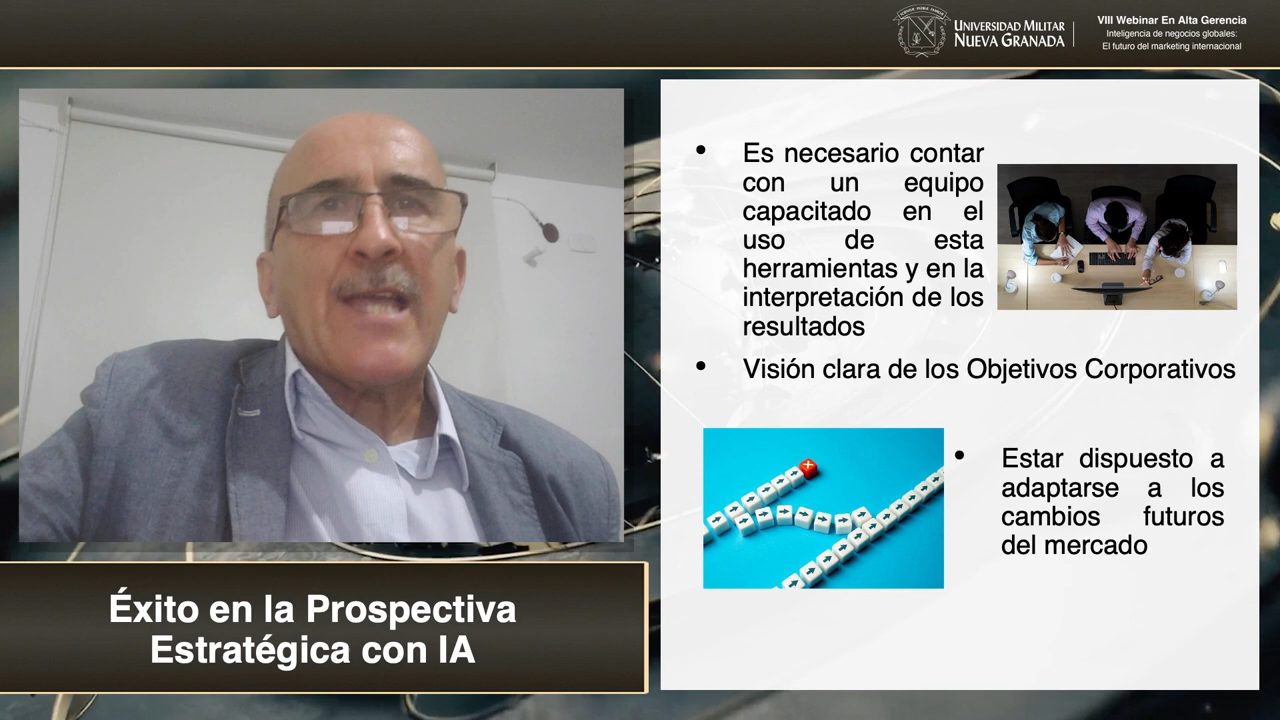 UNIVERSIDAD MILITAR
NUEVA GRANADA
VIII Webinar En Alta Gerencia
Inteligencia de negocios globales:
El futuro del marketing internacional
• Es necesario contar
con un equipo
capacitado en el
uso de esta
herramientas y en la
interpretación de los
resultados
• Visión clara de los Objetivos Corporativos
• Estar dispuesto a
adaptarse a los
cambios futuros
del mercado
Éxito en la Prospectiva
Estratégica con IA